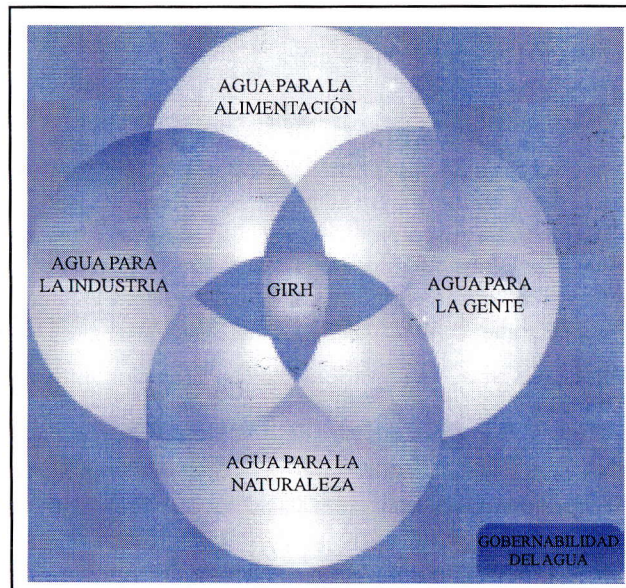 AGUA PARA LA
ALIMENTACIÓN
AGUA PARA
LA INDUSTRIA
GIRH
AGUA PARA
LA GENTE
AGUA PARA LA
NATURALEZA
GOBERNABILIDAD
DEL AGUA